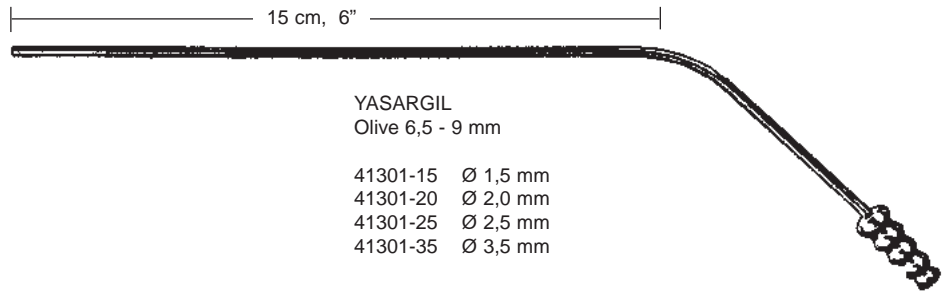 15 cm, 6”
YASARGIL
Olive 6,5 - 9 mm
41301-15 Ø 1,5 mm
41301-20 Ø 2,0 mm
41301-25 Ø 2,5 mm
41301-35 Ø 3,5 mm